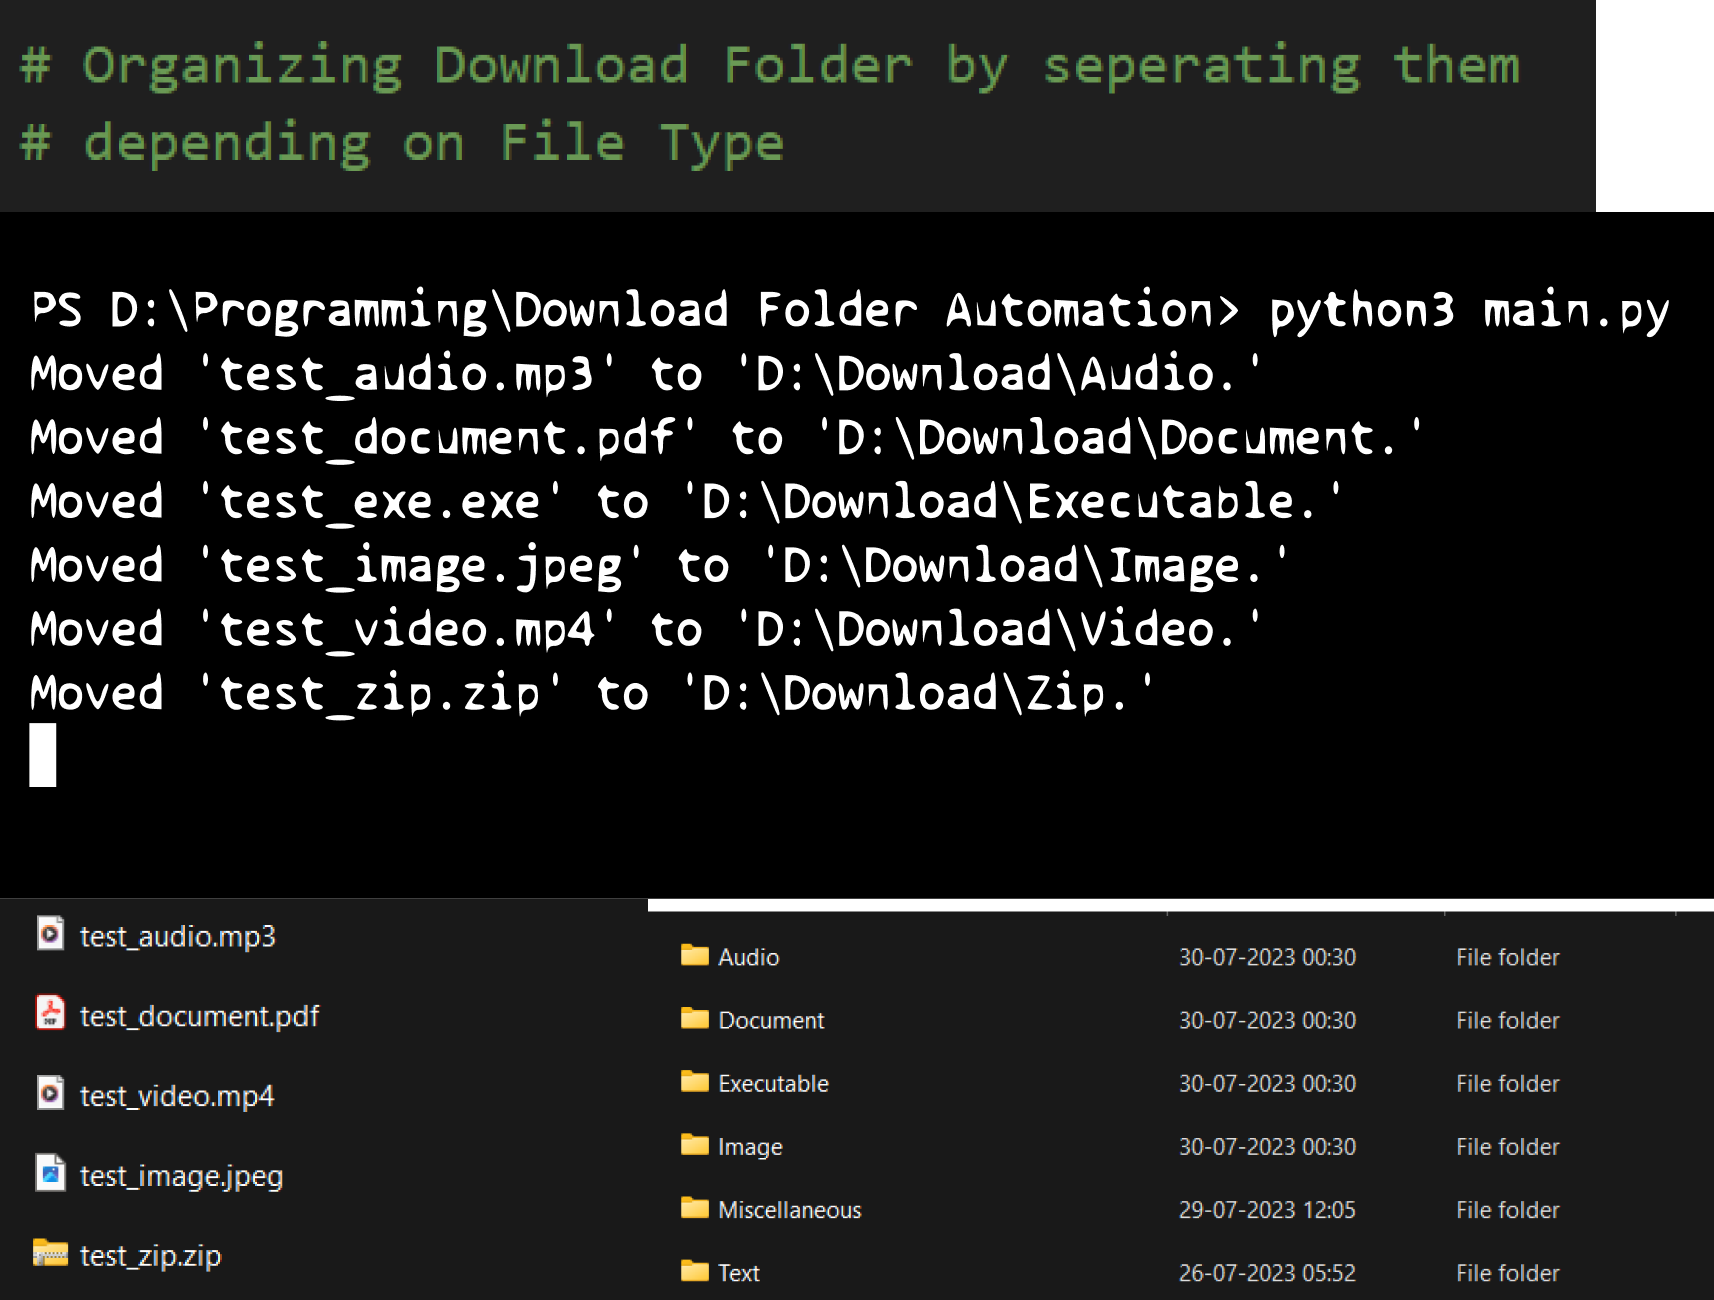 # Organizing Download Folder by seperating them
# depending on File Type
PS D:\Programming\Download Folder Automation> python3 main.py
Moved 'test_audio.mp3' to 'D:\Download\Audio.'
Moved 'test_document.pdf' to 'D:\Download\Document.'
Moved 'test_exe.exe' to 'D:\Download\Executable.'
Moved 'test_image.jpeg' to 'D:\Download\Image.'
Moved 'test_video.mp4' to 'D:\Download\Video.'
Moved 'test_zip.zip' to 'D:\Download\Zip.'
test_audio.mp3
test_document.pdf
test_video.mp4
test_image.jpeg
test_zip.zip
Audio 30-07-2023 00:30 File folder
Document 30-07-2023 00:30 File folder
Executable 30-07-2023 00:30 File folder
Image 30-07-2023 00:30 File folder
Miscellaneous 29-07-2023 12:05 File folder
Text 26-07-2023 05:52 File folder